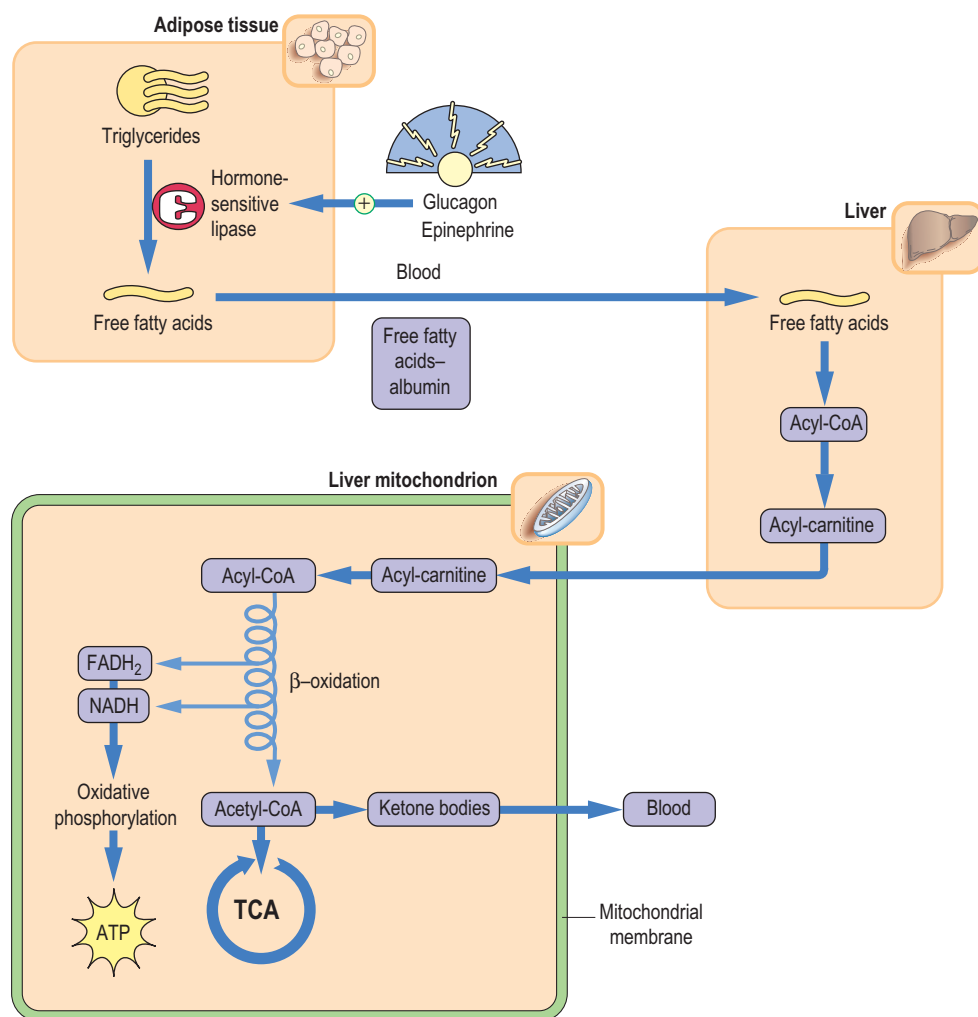 Adipose tissue
Triglycerides
Hormone-
sensitive
lipase
+
Glucagon
Epinephrine
Free fatty acids
Blood
Free fatty
acids–
albumin
Liver
Free fatty acids
Acyl-CoA
Acyl-carnitine
Liver mitochondrion
Acyl-CoA
Acyl-carnitine
FADH₂
NADH
β–oxidation
Oxidative
phosphorylation
ATP
Acetyl-CoA
Ketone bodies
Blood
TCA
Mitochondrial
membrane